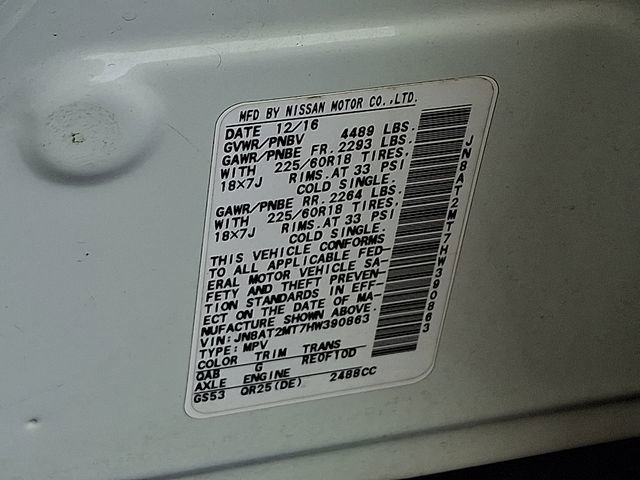 MFD BY NISSAN MOTOR CO.,LTD.
DATE 12/16
GVWR/PNBV 4489 LBS.
GAWR/PNBE FR. 2293 LBS.
WITH 225/60R18 TIRES,
18X7J RIMS.AT 33 PSI
COLD SINGLE.
GAWR/PNBE RR. 2264 LBS.
WITH 225/60R18 TIRES,
18X7J RIMS.AT 33 PSI
COLD SINGLE.
THIS VEHICLE CONFORMS
TO ALL APPLICABLE FED-
ERAL MOTOR VEHICLE SA-
FETY AND THEFT PREVEN-
TION STANDARDS IN EFF-
ECT ON THE DATE OF MA-
NUFACTURE SHOWN ABOVE.
VIN:JN8AT2MT7HW390863
TYPE:MPV
COLOR TRIM TRANS
QAB G RE0F10D
AXLE ENGINE
GS53 QR25(DE) 2488CC
JN8AT2MT7HW390863